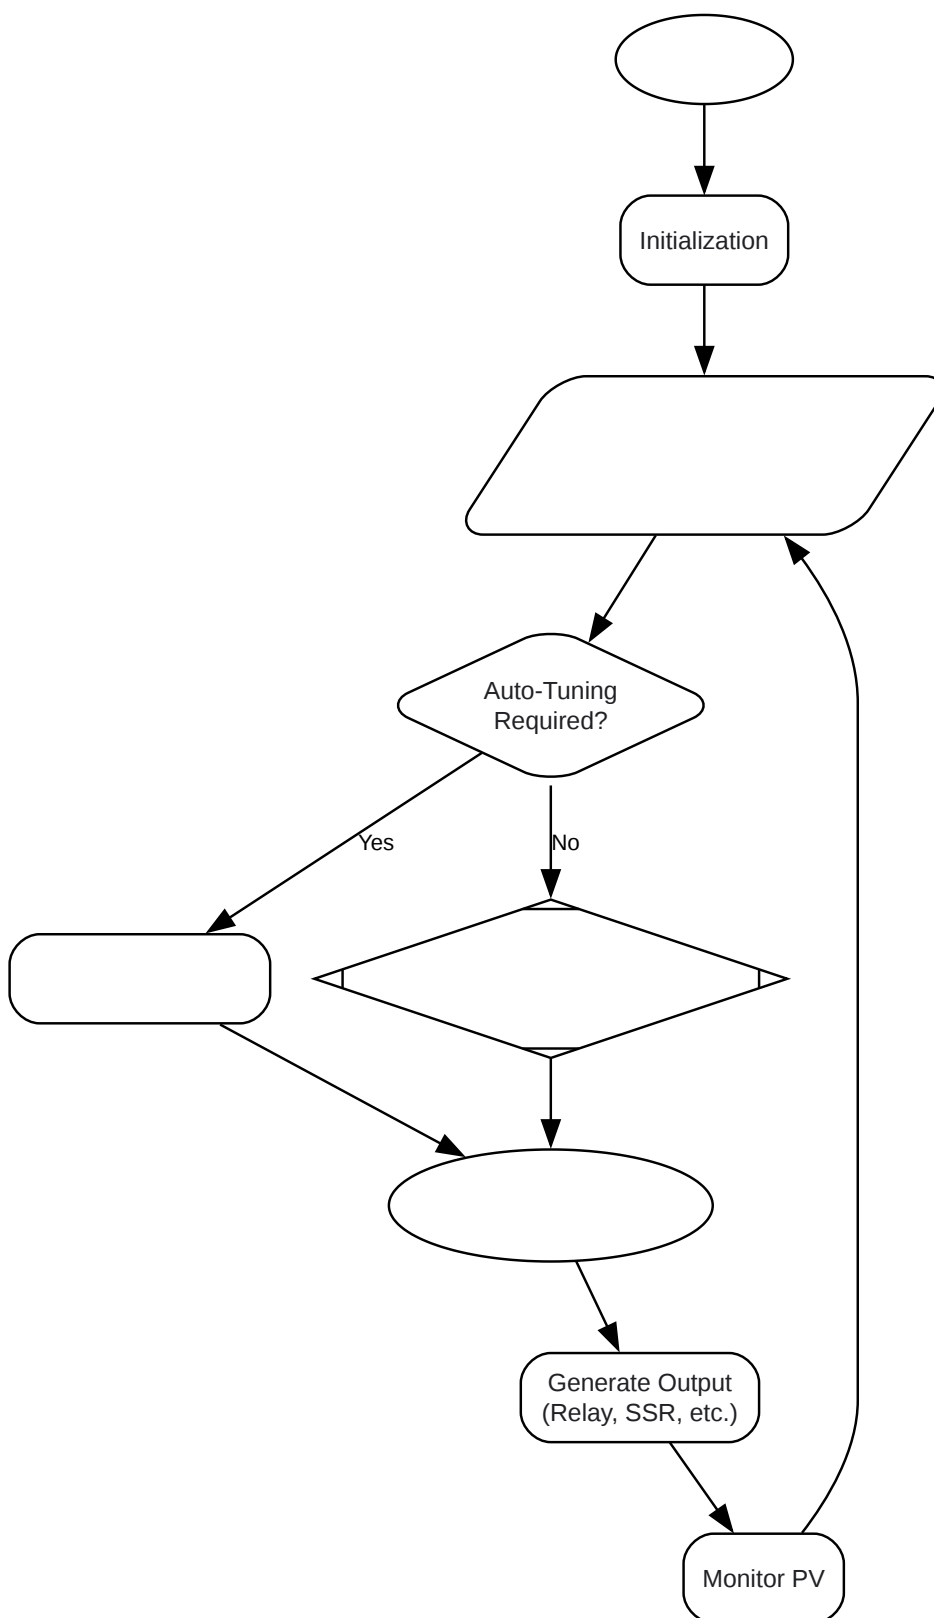 Initialization
Auto-Tuning
Required?
Yes
No
Generate Output
(Relay, SSR, etc.)
Monitor PV